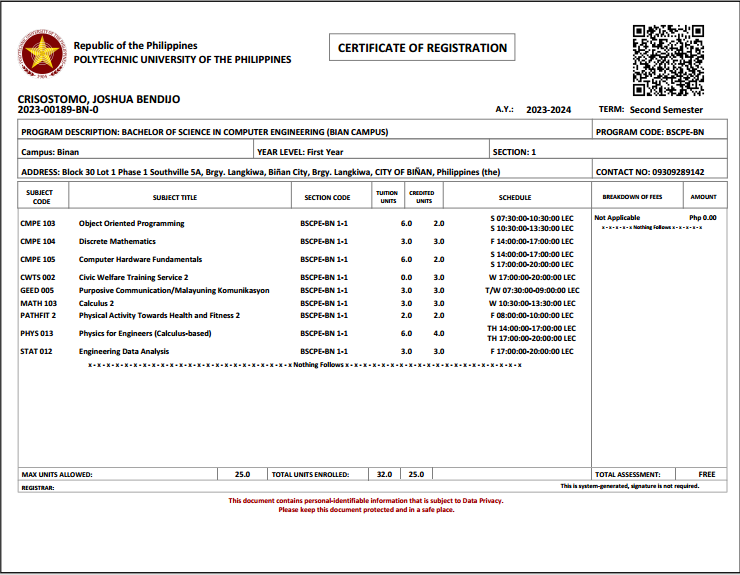 Republic of the Philippines
POLYTECHNIC UNIVERSITY OF THE PHILIPPINES
CERTIFICATE OF REGISTRATION
CRISOSTOMO, JOSHUA BENDIJO
2023-00189-BN-0 A.Y.: 2023-2024 TERM: Second Semester
PROGRAM DESCRIPTION: BACHELOR OF SCIENCE IN COMPUTER ENGINEERING (BIAN CAMPUS) PROGRAM CODE: BSCPE-BN
Campus: Binan YEAR LEVEL: First Year SECTION: 1
ADDRESS: Block 30 Lot 1 Phase 1 Southville 5A, Brgy. Langkiwa, Biñan City, Brgy. Langkiwa, CITY OF BIÑAN, Philippines (the) CONTACT NO: 09309289142
SUBJECT CODE SUBJECT TITLE SECTION CODE TUITION UNITS CREDITED UNITS SCHEDULE BREAKDOWN OF FEES AMOUNT
CMPE 103 Object Oriented Programming BSCPE-BN 1-1 6.0 2.0 S 07:30:00-10:30:00 LEC
S 10:30:00-13:30:00 LEC
Not Applicable Php 0.00
x - x - x - x - x Nothing Follows x - x - x - x - x
CMPE 104 Discrete Mathematics BSCPE-BN 1-1 3.0 3.0 F 14:00:00-17:00:00 LEC
CMPE 105 Computer Hardware Fundamentals BSCPE-BN 1-1 6.0 2.0 S 14:00:00-17:00:00 LEC
S 17:00:00-20:00:00 LEC
CWTS 002 Civic Welfare Training Service 2 BSCPE-BN 1-1 0.0 3.0 W 17:00:00-20:00:00 LEC
GEED 005 Purposive Communication/Malayuning Komunikasyon BSCPE-BN 1-1 3.0 3.0 T/W 07:30:00-09:00:00 LEC
MATH 103 Calculus 2 BSCPE-BN 1-1 3.0 3.0 W 10:30:00-13:30:00 LEC
PATHFIT 2 Physical Activity Towards Health and Fitness 2 BSCPE-BN 1-1 2.0 2.0 F 08:00:00-10:00:00 LEC
PHYS 013 Physics for Engineers (Calculus-based) BSCPE-BN 1-1 6.0 4.0 TH 14:00:00-17:00:00 LEC
TH 17:00:00-20:00:00 LEC
STAT 012 Engineering Data Analysis BSCPE-BN 1-1 3.0 3.0 F 17:00:00-20:00:00 LEC
x - x - x - x - x - x - x - x - x - x - x - x - x - x - x - x - x - x - x - x Nothing Follows x - x - x - x - x - x - x - x - x - x - x - x - x - x - x - x - x - x
MAX UNITS ALLOWED: 25.0 TOTAL UNITS ENROLLED: 32.0 25.0 TOTAL ASSESSMENT: FREE
REGISTRAR: This is system-generated, signature is not required.
This document contains personal-identifiable information that is subject to Data Privacy.
Please keep this document protected and in a safe place.